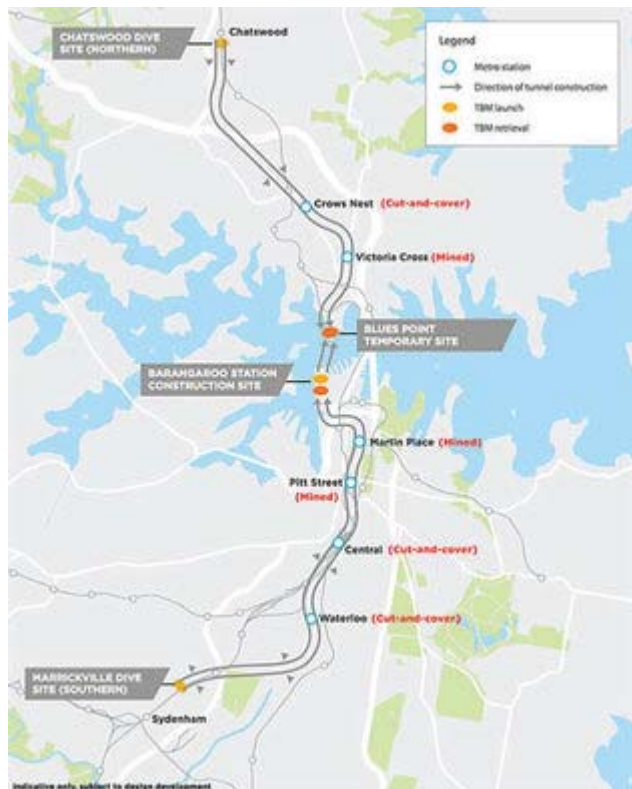 CHATSWOOD DIVE
SITE (NORTHERN)
Chatswood
Legend
Metro station
Direction of tunnel construction
TBM launch
TBM retrieval
Crows Nest (Cut-and-cover)
Victoria Cross (Mined)
BLUES POINT
TEMPORARY SITE
BARANGAROO STATION
CONSTRUCTION SITE
Martin Place (Mined)
Pitt Street
(Mined)
Central (Cut-and-cover)
Waterloo (Cut-and-cover)
MARRICKVILLE DIVE
SITE (SOUTHERN)
Sydenham
Indicative only, subject to design development